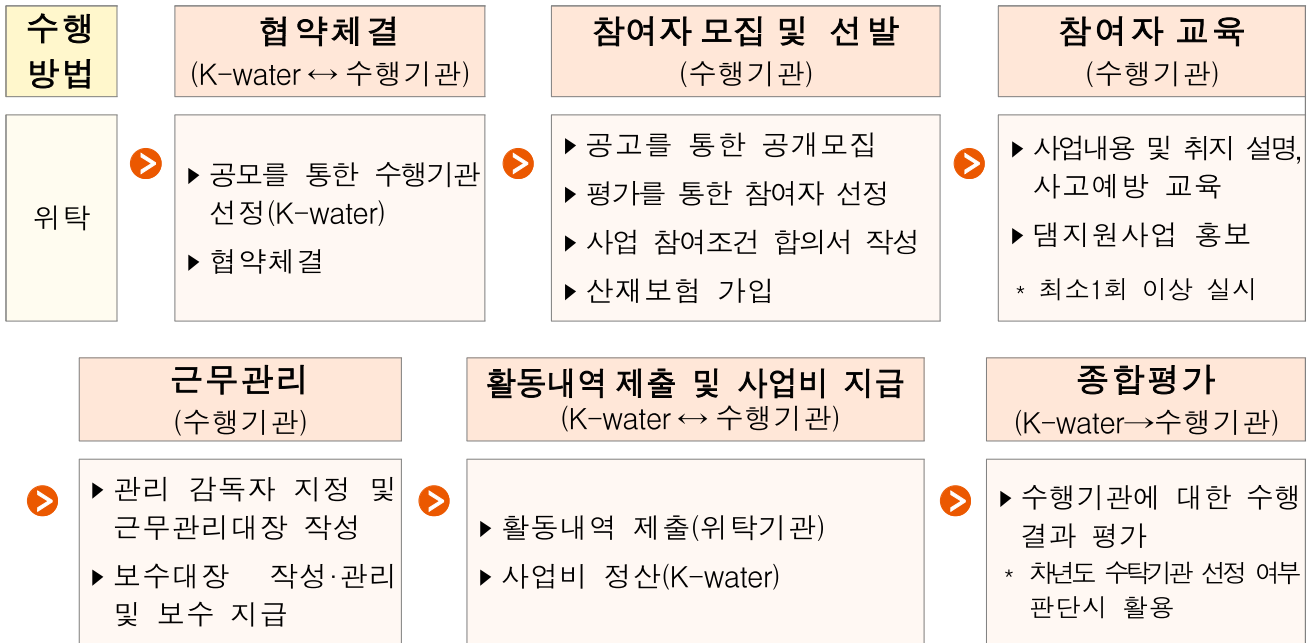 수행
방법
협약체결
(K-water ↔ 수행기관)
참여자 모집 및 선발
(수행기관)
참여자 교육
(수행기관)
위탁
▶ 공모를 통한 수행기관
선정(K-water)
▶ 협약체결
▶ 공고를 통한 공개모집
▶ 평가를 통한 참여자 선정
▶ 사업 참여조건 합의서 작성
▶ 산재보험 가입
▶ 사업내용 및 취지 설명,
사고예방 교육
▶ 댐지원사업 홍보
* 최소1회 이상 실시
근무관리
(수행기관)
활동내역 제출 및 사업비 지급
(K-water ↔ 수행기관)
종합평가
(K-water→수행기관)
▶ 관리 감독자 지정 및
근무관리대장 작성
▶ 보수대장 작성·관리
및 보수 지급
▶ 활동내역 제출(위탁기관)
▶ 사업비 정산(K-water)
▶ 수행기관에 대한 수행
결과 평가
* 차년도 수탁기관 선정 여부
판단시 활용